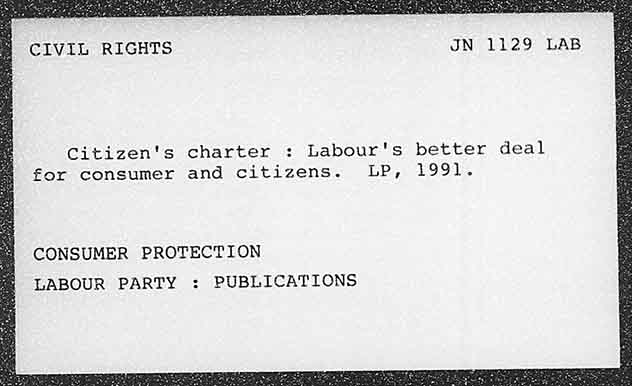 CIVIL RIGHTS JN 1129 LAB
Citizen's charter : Labour's better deal
for consumer and citizens. LP, 1991.
CONSUMER PROTECTION
LABOUR PARTY : PUBLICATIONS